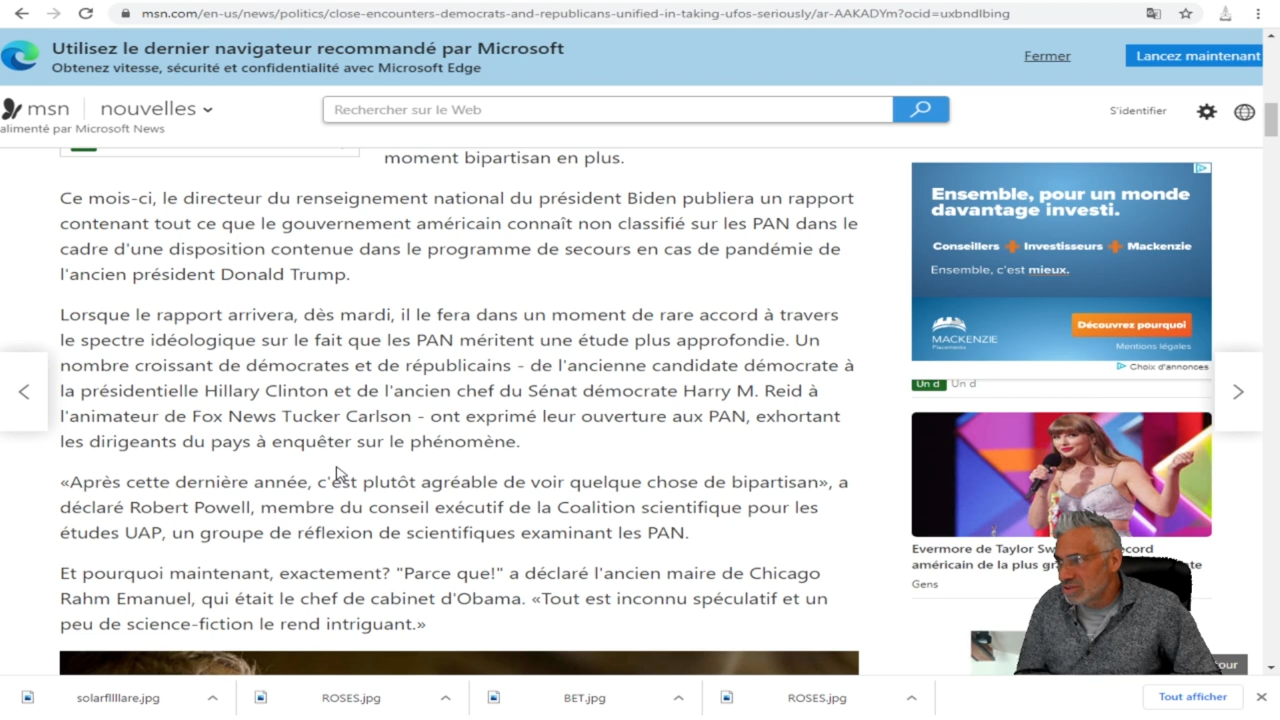 msn.com/en-us/news/politics/close-encounters-democrats-and-republicans-unified-in-taking-ufos-seriously/ar-AAKADYm?ocid=uxbndlbing
Utilisez le dernier navigateur recommandé par Microsoft
Obtenez vitesse, sécurité et confidentialité avec Microsoft Edge
Fermer
Lancez maintenant
msn
nouvelles
alimenté par Microsoft News
Rechercher sur le Web
S'identifier
moment bipartisan en plus.
Ce mois-ci, le directeur du renseignement national du président Biden publiera un rapport
contenant tout ce que le gouvernement américain connaît non classifié sur les PAN dans le
cadre d'une disposition contenue dans le programme de secours en cas de pandémie de
l'ancien président Donald Trump.
Lorsque le rapport arrivera, dès mardi, il le fera dans un moment de rare accord à travers
le spectre idéologique sur le fait que les PAN méritent une étude plus approfondie. Un
nombre croissant de démocrates et de républicains - de l'ancienne candidate démocrate à
la présidentielle Hillary Clinton et de l'ancien chef du Sénat démocrate Harry M. Reid à
l'animateur de Fox News Tucker Carlson - ont exprimé leur ouverture aux PAN, exhortant
les dirigeants du pays à enquêter sur le phénomène.
«Après cette dernière année, c'est plutôt agréable de voir quelque chose de bipartisan», a
déclaré Robert Powell, membre du conseil exécutif de la Coalition scientifique pour les
études UAP, un groupe de réflexion de scientifiques examinant les PAN.
Et pourquoi maintenant, exactement? "Parce que!" a déclaré l'ancien maire de Chicago
Rahm Emanuel, qui était le chef de cabinet d'Obama. «Tout est inconnu spéculatif et un
peu de science-fiction le rend intriguant.»
Ensemble, pour un monde
davantage investi.
Conseillers + Investisseurs + Mackenzie
Ensemble, c'est mieux.
MACKENZIE
Placements
Découvrez pourquoi
Mentions légales
Choix d'annonces
Un d Un d
Evermore de Taylor record
américain de la plus
Gens
our
solarfllllare.jpg
ROSES.jpg
BET.jpg
ROSES.jpg
Tout afficher